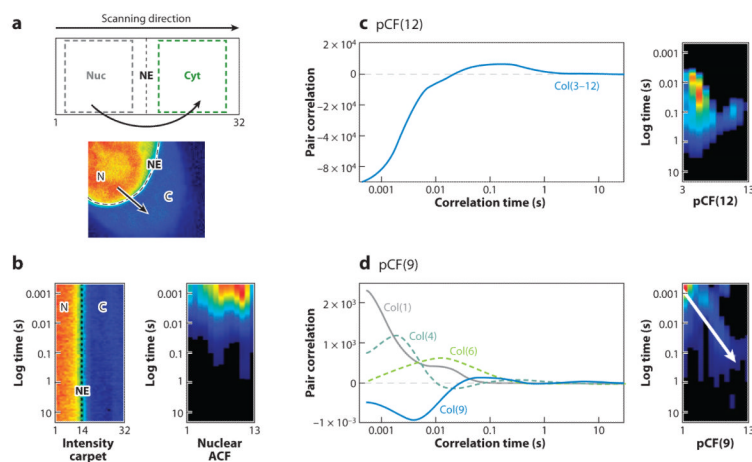 a
Scanning direction
Nuc
NE
Cyt
1
32
N
NE
C
b
Log time (s)
0.001
0.01
0.1
1
10
N
C
NE
1 14 32
Intensity
carpet
Log time (s)
0.001
0.01
0.1
1
10
1 13
Nuclear
ACF
c pCF(12)
Pair correlation
2 × 10⁴
0
−2 × 10⁴
−4 × 10⁴
−6 × 10⁴
−8 × 10⁴
Col(3–12)
0.001 0.01 0.1 1 10
Correlation time (s)
Log time (s)
0.001
0.01
0.1
1
10
3 13
pCF(12)
d pCF(9)
Pair correlation
2 × 10³
1 × 10³
0
−1 × 10⁻³
Col(1)
Col(4)
Col(6)
Col(9)
0.001 0.01 0.1 1 10
Correlation time (s)
Log time (s)
0.001
0.01
0.1
1
10
1 13
pCF(9)